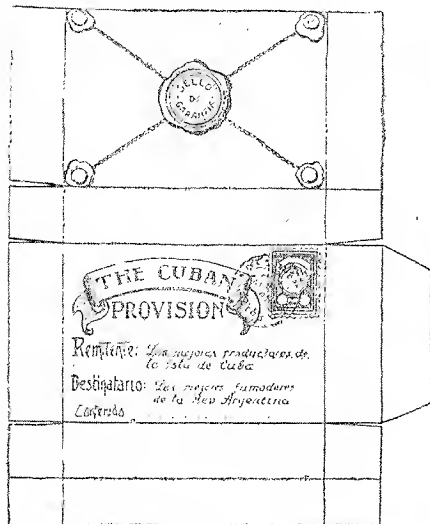 SELLO
DE
GARANTIA
THE CUBAN
PROVISION
Remitente: Los mejores productores de
la Isla de Cuba
Destinatario: Los mejores fumadores
de la Rep Argentina
Contenido